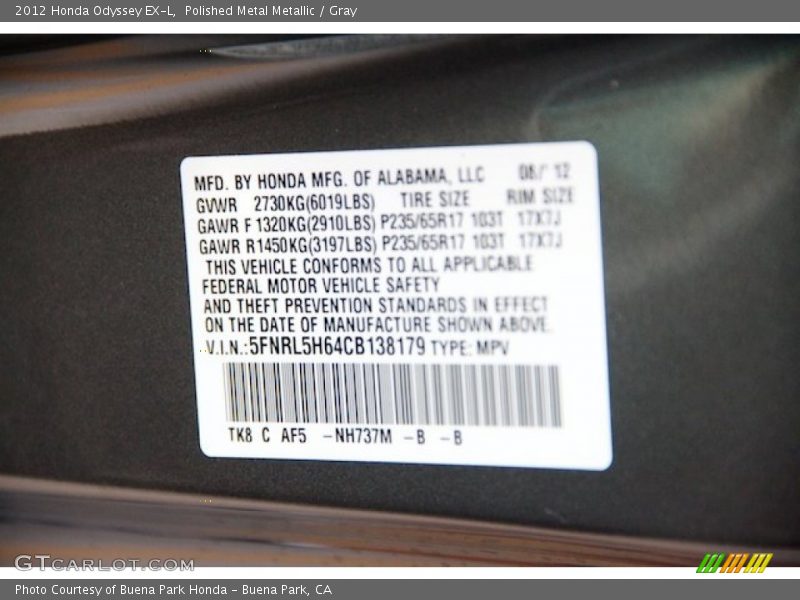 2012 Honda Odyssey EX-L, Polished Metal Metallic / Gray
MFD. BY HONDA MFG. OF ALABAMA, LLC 06/ 12
GVWR 2730KG(6019LBS) TIRE SIZE RIM SIZE
GAWR F 1320KG(2910LBS) P235/65R17 103T 17X7J
GAWR R1450KG(3197LBS) P235/65R17 103T 17X7J
THIS VEHICLE CONFORMS TO ALL APPLICABLE
FEDERAL MOTOR VEHICLE SAFETY
AND THEFT PREVENTION STANDARDS IN EFFECT
ON THE DATE OF MANUFACTURE SHOWN ABOVE.
V.I.N.:5FNRL5H64CB138179 TYPE: MPV
TK8 C AF5 -NH737M -B -B
GTCARLOT.COM
Photo Courtesy of Buena Park Honda - Buena Park, CA